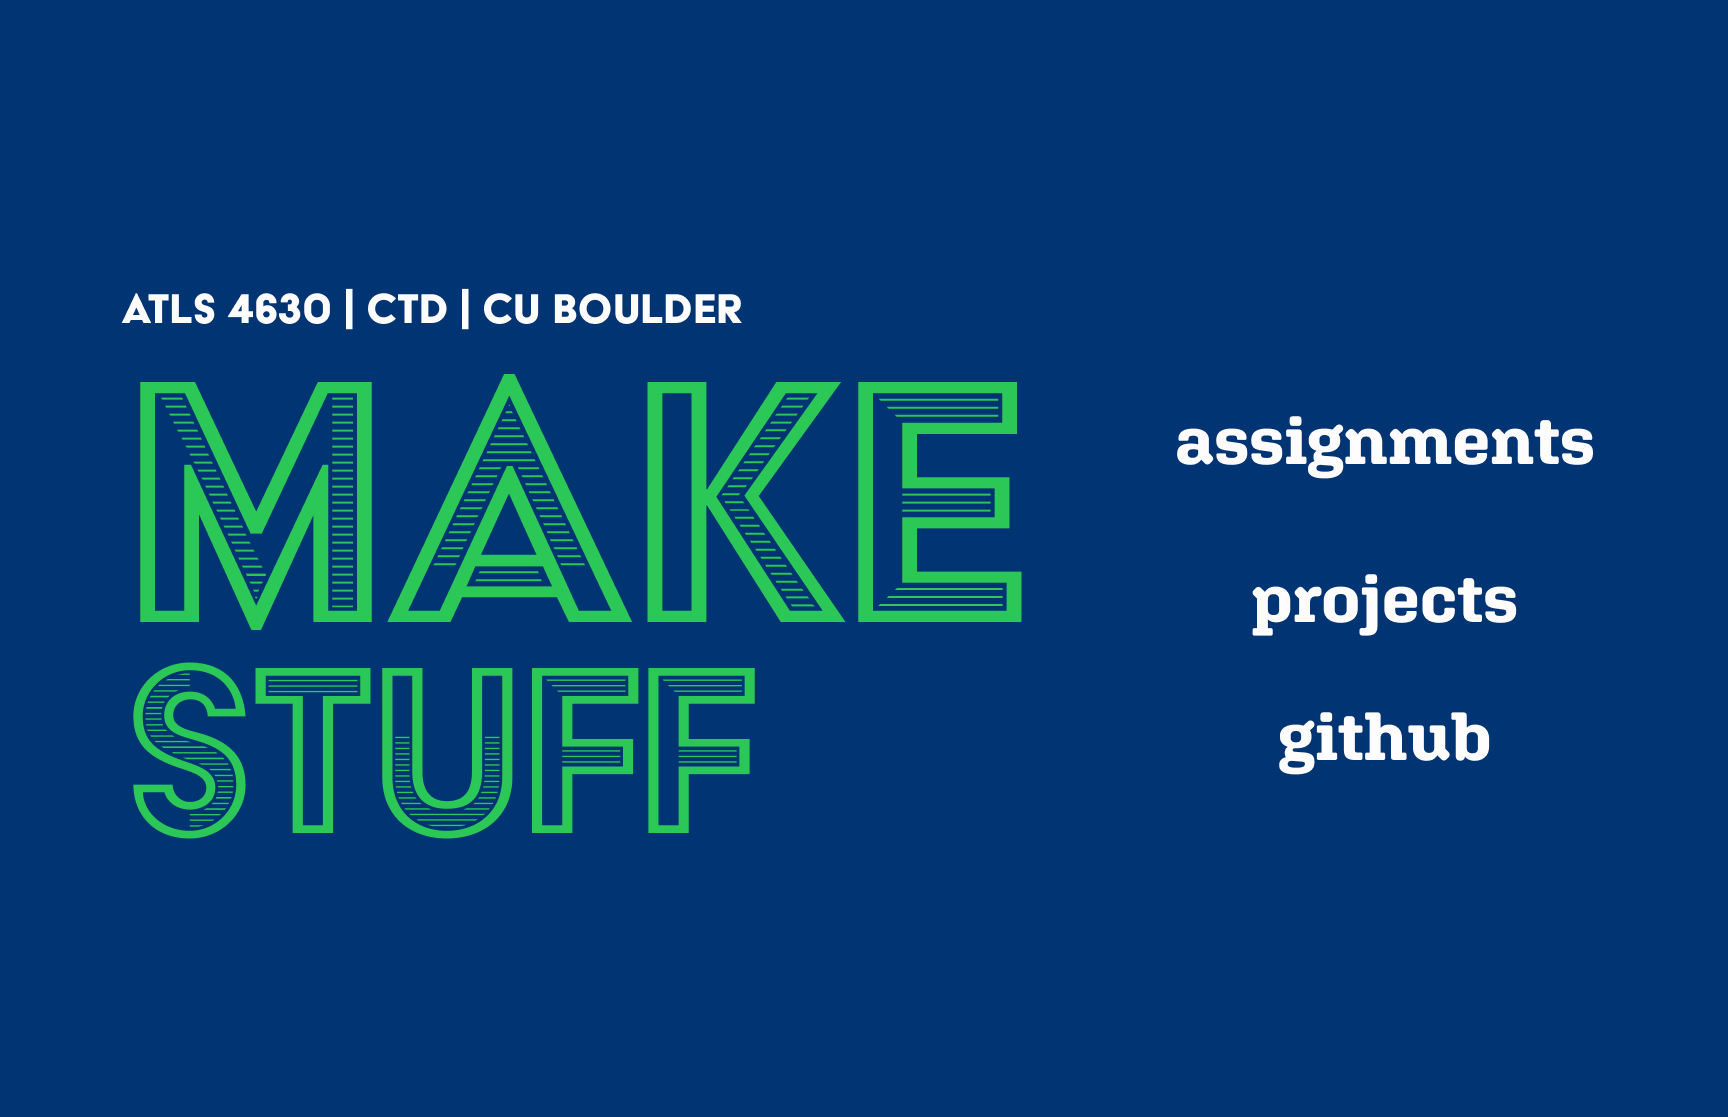 ATLS 4630 | CTD | CU BOULDER
MAKE
STUFF
assignments
projects
github